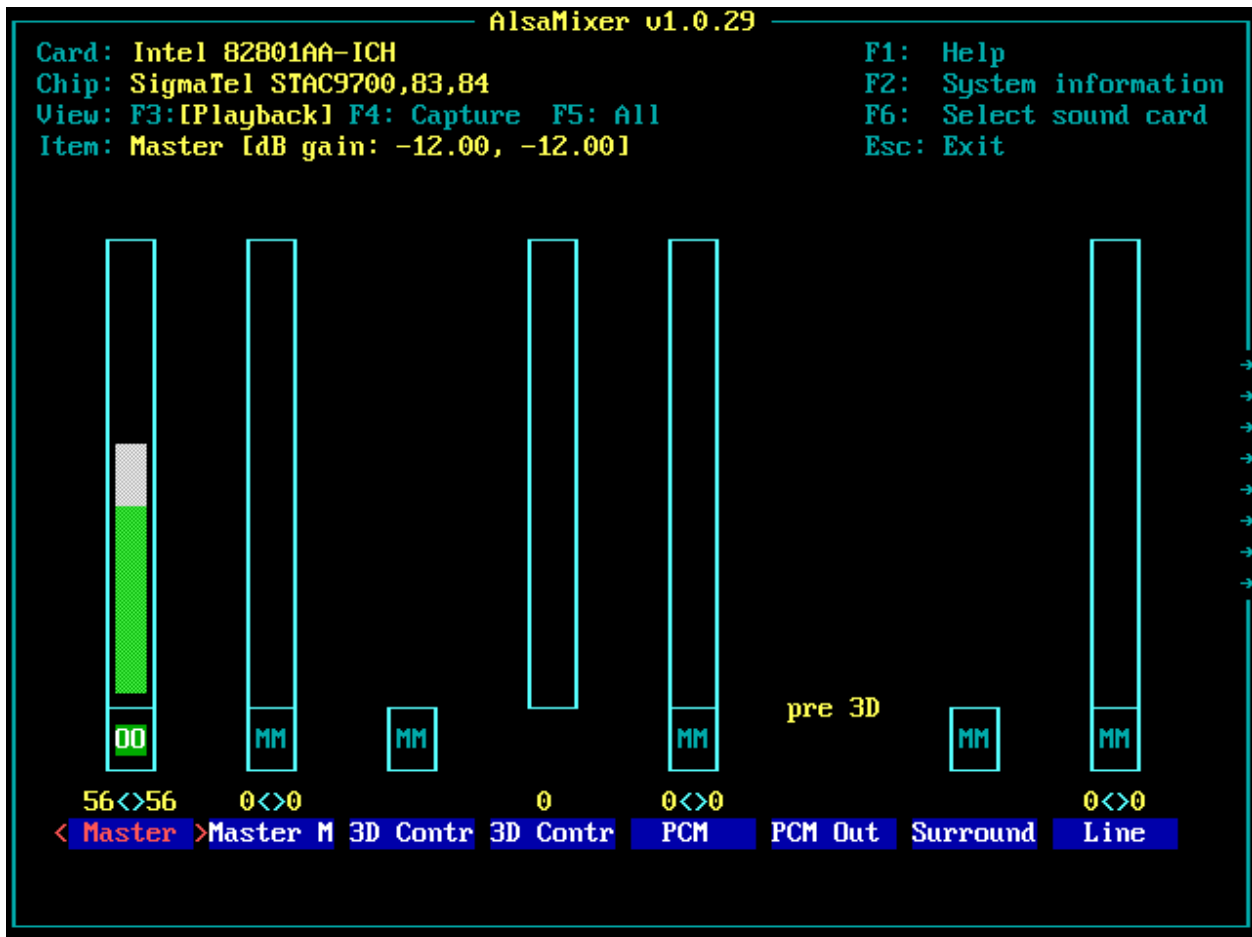 AlsaMixer v1.0.29
Card: Intel 82801AA-ICH F1: Help
Chip: SigmaTel STAC9700,83,84 F2: System information
View: F3:[Playback] F4: Capture F5: All F6: Select sound card
Item: Master [dB gain: -12.00, -12.00] Esc: Exit
pre 3D
OO MM MM MM MM MM
56<>56 0<>0 0 0<>0 0<>0
< Master >Master M 3D Contr 3D Contr PCM PCM Out Surround Line